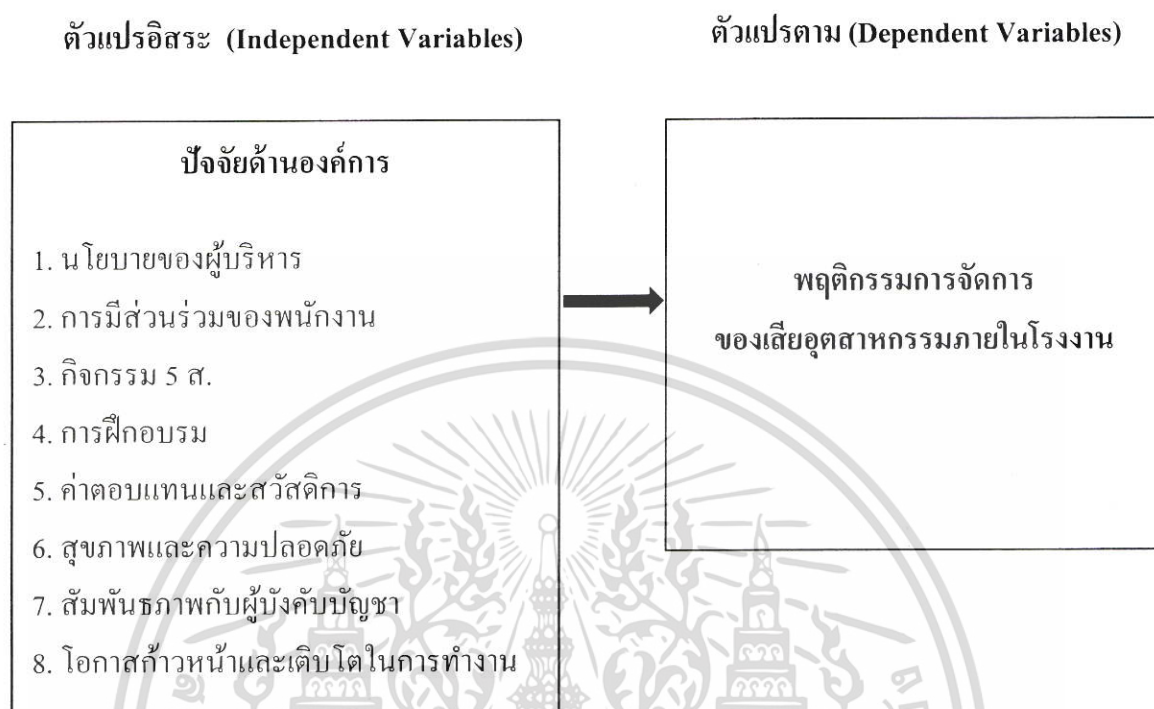 ตัวแปรอิสระ (Independent Variables)
ตัวแปรตาม (Dependent Variables)
ปัจจัยด้านองค์การ
1. นโยบายของผู้บริหาร
2. การมีส่วนร่วมของพนักงาน
3. กิจกรรม 5 ส.
4. การฝึกอบรม
5. ค่าตอบแทนและสวัสดิการ
6. สุขภาพและความปลอดภัย
7. สัมพันธภาพกับผู้บังคับบัญชา
8. โอกาสก้าวหน้าและเติบโตในการทำงาน
พฤติกรรมการจัดการ
ของเสียอุตสาหกรรมภายในโรงงาน